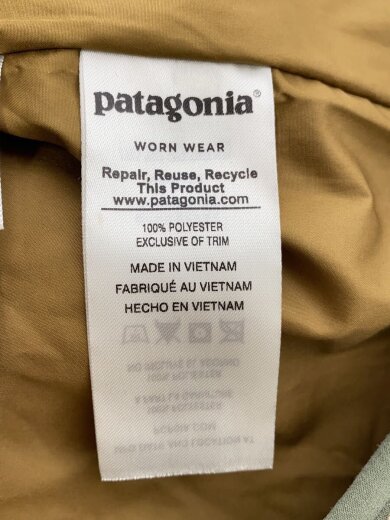 patagonia®
WORN WEAR
Repair, Reuse, Recycle
This Product
www.patagonia.com
100% POLYESTER
EXCLUSIVE OF TRIM
MADE IN VIETNAM
FABRIQUÉ AU VIETNAM
HECHO EN VIETNAM